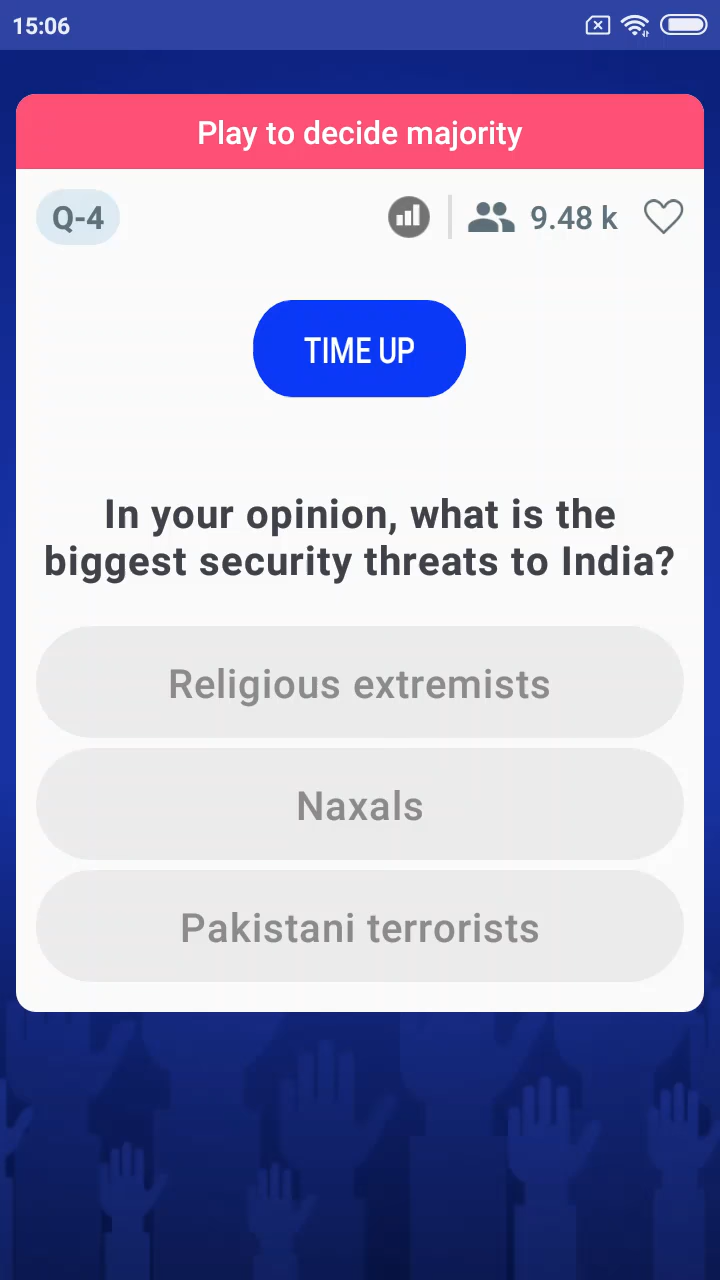 15:06
Play to decide majority
Q-4
9.48 k
TIME UP
In your opinion, what is the
biggest security threats to India?
Religious extremists
Naxals
Pakistani terrorists